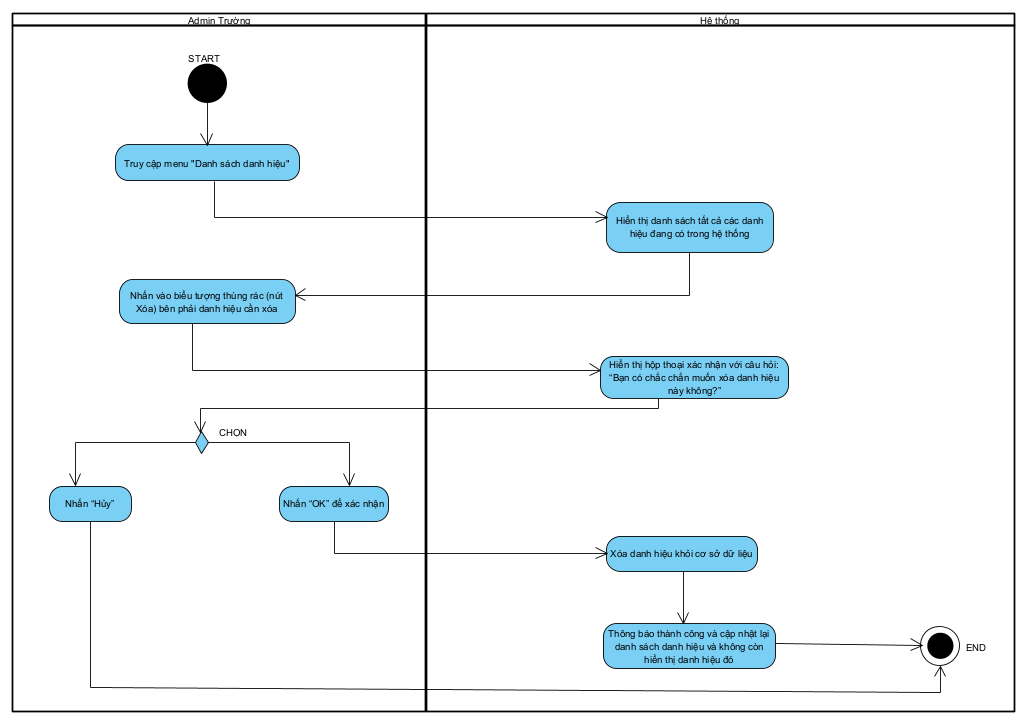 Admin Trường
Hệ thống
START
Truy cập menu "Danh sách danh hiệu"
Hiển thị danh sách tất cả các danh
hiệu đang có trong hệ thống
Nhấn vào biểu tượng thùng rác (nút
Xóa) bên phải danh hiệu cần xóa
Hiển thị hộp thoại xác nhận với câu hỏi:
“Bạn có chắc chắn muốn xóa danh hiệu
này không?”
CHỌN
Nhấn “Hủy”
Nhấn “OK” để xác nhận
Xóa danh hiệu khỏi cơ sở dữ liệu
Thông báo thành công và cập nhật lại
danh sách danh hiệu và không còn
hiển thị danh hiệu đó
END